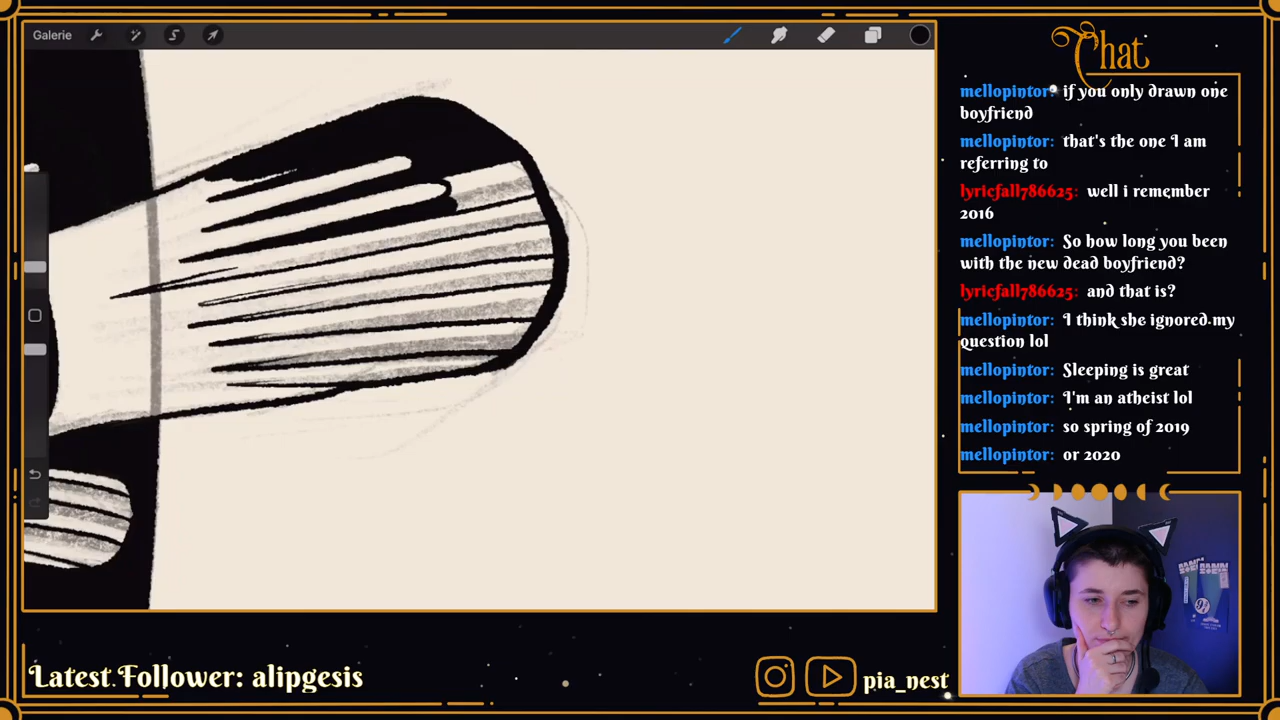 Galerie
Chat
mellopintor: if you only drawn one
boyfriend
mellopintor: that's the one I am
referring to
lyricfall786625: well i remember
2016
mellopintor: So how long you been
with the new dead boyfriend?
lyricfall786625: and that is?
mellopintor: I think she ignored my
question lol
mellopintor: Sleeping is great
mellopintor: I'm an atheist lol
mellopintor: so spring of 2019
mellopintor: or 2020
Latest Follower: alipgesis
pia_nest